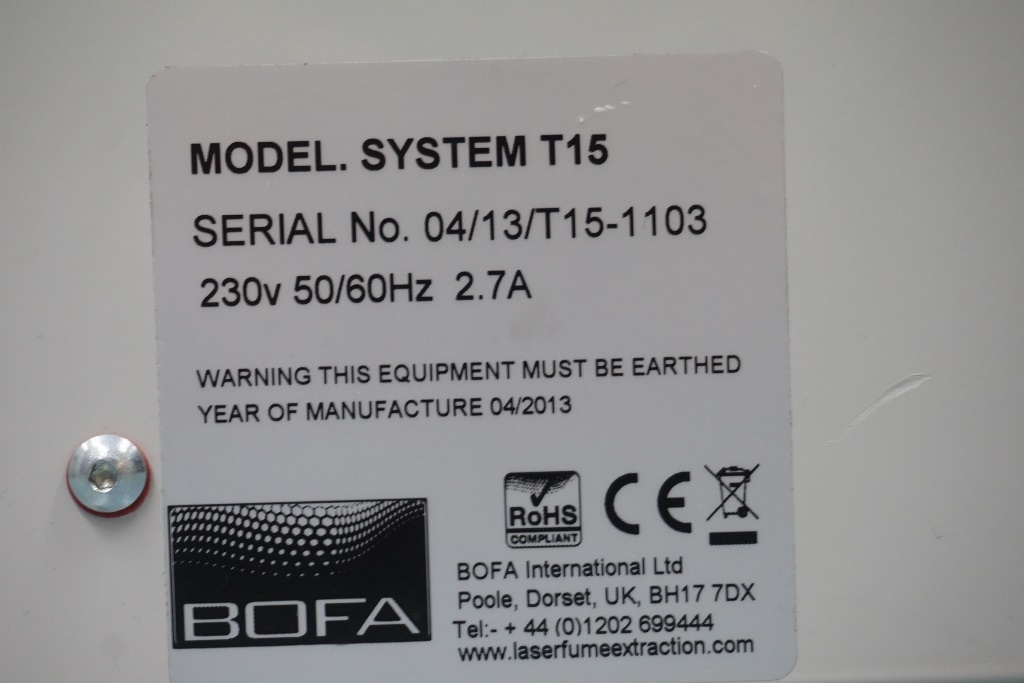 MODEL. SYSTEM T15
SERIAL No. 04/13/T15-1103
230v 50/60Hz 2.7A
WARNING THIS EQUIPMENT MUST BE EARTHED
YEAR OF MANUFACTURE 04/2013
RoHS
COMPLIANT
CE
BOFA
BOFA International Ltd
Poole, Dorset, UK, BH17 7DX
Tel:- + 44 (0)1202 699444
www.laserfumeextraction.com